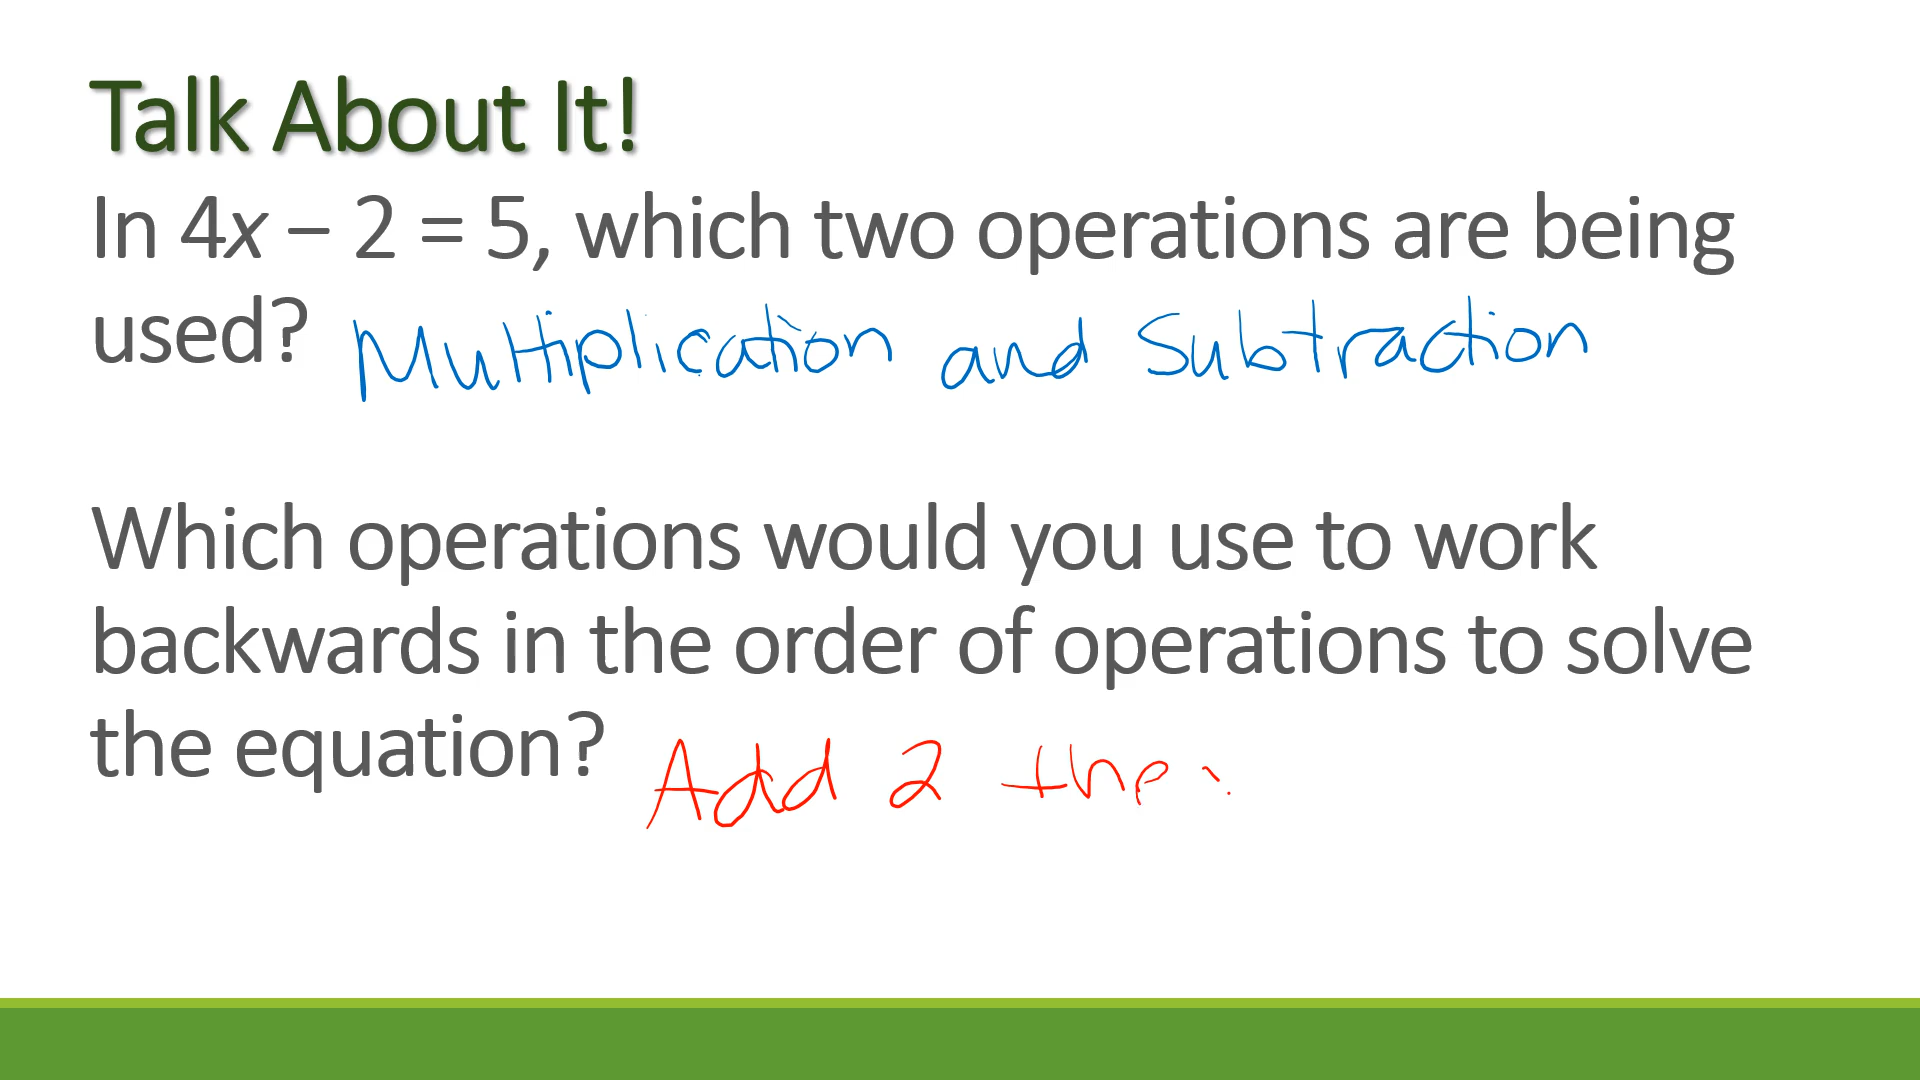 Talk About It!
In 4x – 2 = 5, which two operations are being
used? Multiplication and Subtraction
Which operations would you use to work
backwards in the order of operations to solve
the equation? Add 2